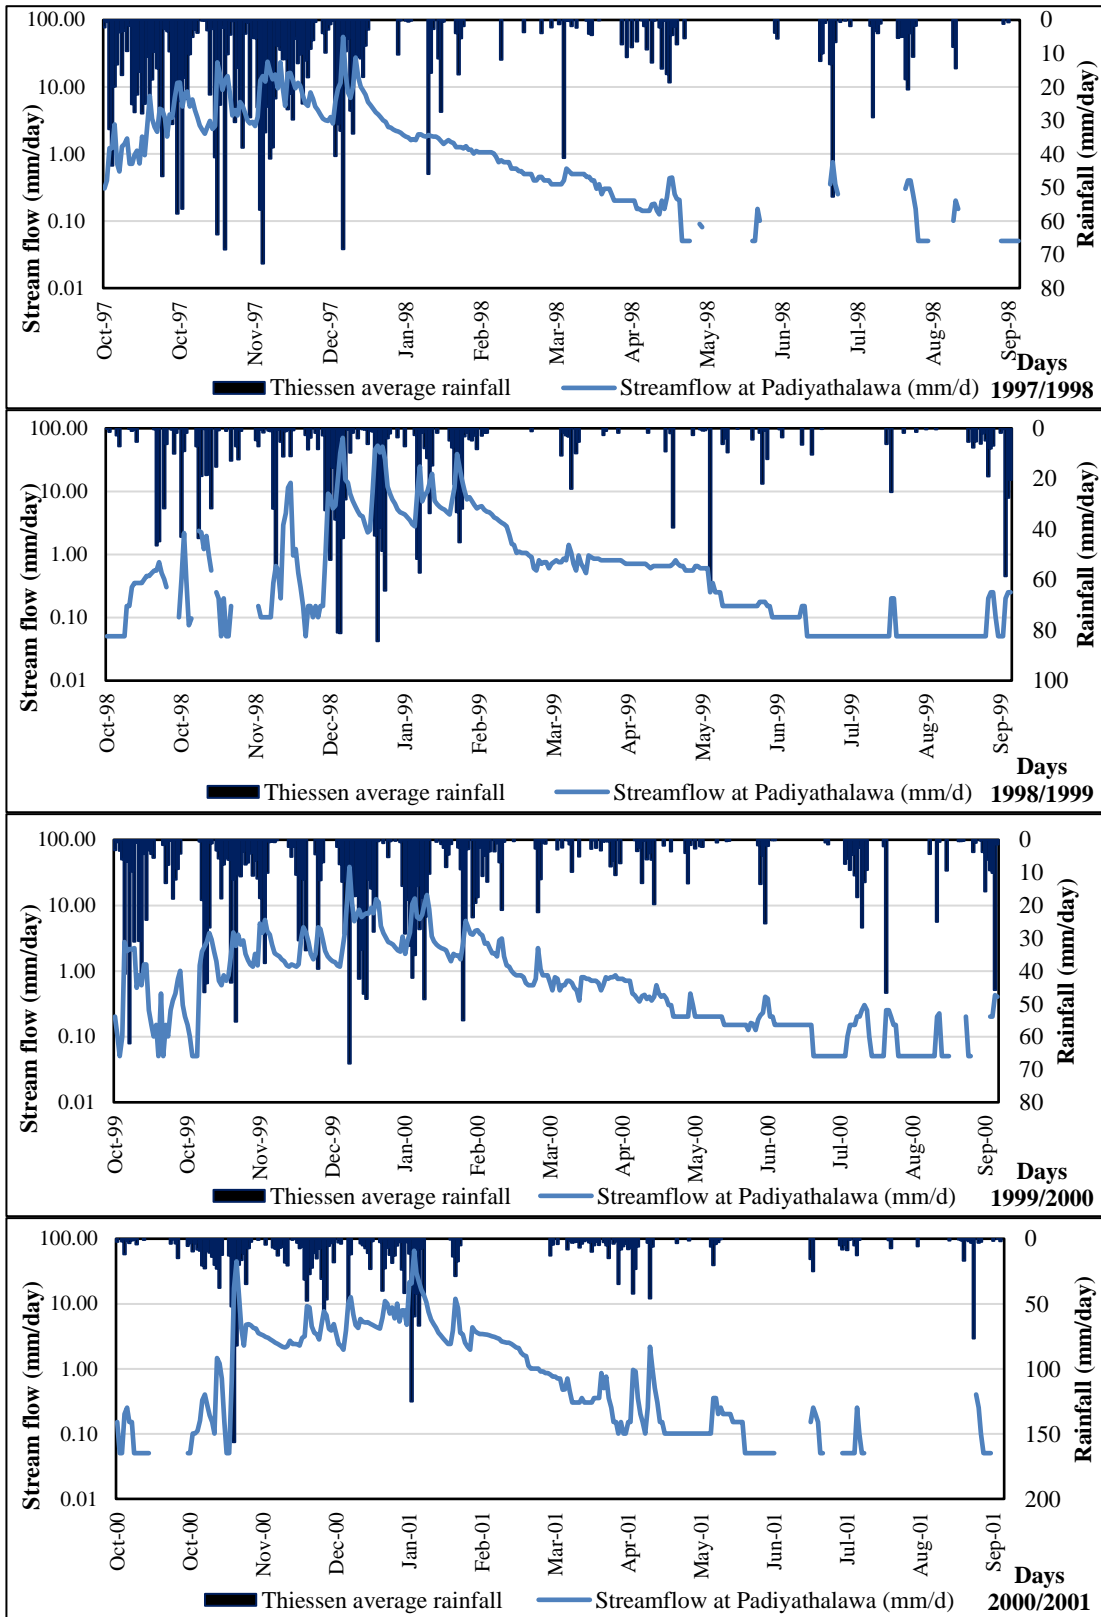 100.00 10.00 1.00 0.10 0.01
Stream flow (mm/day)
0 10 20 30 40 50 60 70 80
Rainfall (mm/day)
Oct-97 Oct-97 Nov-97 Dec-97 Jan-98 Feb-98 Mar-98 Apr-98 May-98 Jun-98 Jul-98 Aug-98 Sep-98
Days
Thiessen average rainfall Streamflow at Padiyathalawa (mm/d) 1997/1998
100.00 10.00 1.00 0.10 0.01
Stream flow (mm/day)
0 20 40 60 80 100
Rainfall (mm/day)
Oct-98 Oct-98 Nov-98 Dec-98 Jan-99 Feb-99 Mar-99 Apr-99 May-99 Jun-99 Jul-99 Aug-99 Sep-99
Days
Thiessen average rainfall Streamflow at Padiyathalawa (mm/d) 1998/1999
100.00 10.00 1.00 0.10 0.01
Stream flow (mm/day)
0 10 20 30 40 50 60 70 80
Rainfall (mm/day)
Oct-99 Oct-99 Nov-99 Dec-99 Jan-00 Feb-00 Mar-00 Apr-00 May-00 Jun-00 Jul-00 Aug-00 Sep-00
Days
Thiessen average rainfall Streamflow at Padiyathalawa (mm/d) 1999/2000
100.00 10.00 1.00 0.10 0.01
Stream flow (mm/day)
0 50 100 150 200
Rainfall (mm/day)
Oct-00 Oct-00 Nov-00 Dec-00 Jan-01 Feb-01 Mar-01 Apr-01 May-01 Jun-01 Jul-01 Aug-01 Sep-01
Days
Thiessen average rainfall Streamflow at Padiyathalawa (mm/d) 2000/2001